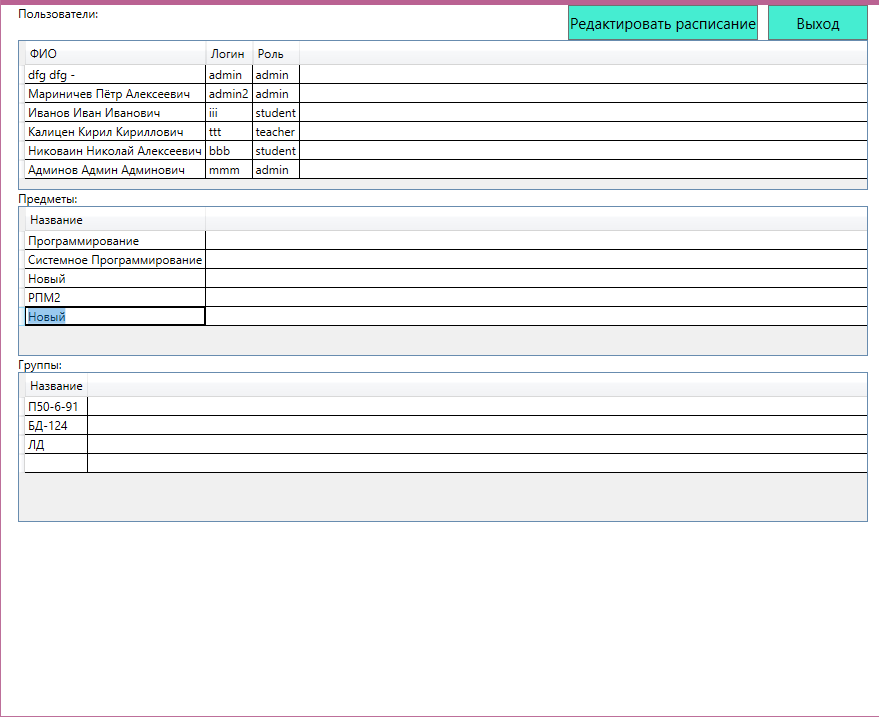 Пользователи:
Редактировать расписание Выход
ФИО Логин Роль
dfg dfg - admin admin
Мариничев Пётр Алексеевич admin2 admin
Иванов Иван Иванович iii student
Калицен Кирил Кириллович ttt teacher
Никоваин Николай Алексеевич bbb student
Админов Админ Админович mmm admin
Предметы:
Название
Программирование
Системное Программирование
Новый
РПМ2
Новый
Группы:
Название
П50-6-91
БД-124
ЛД